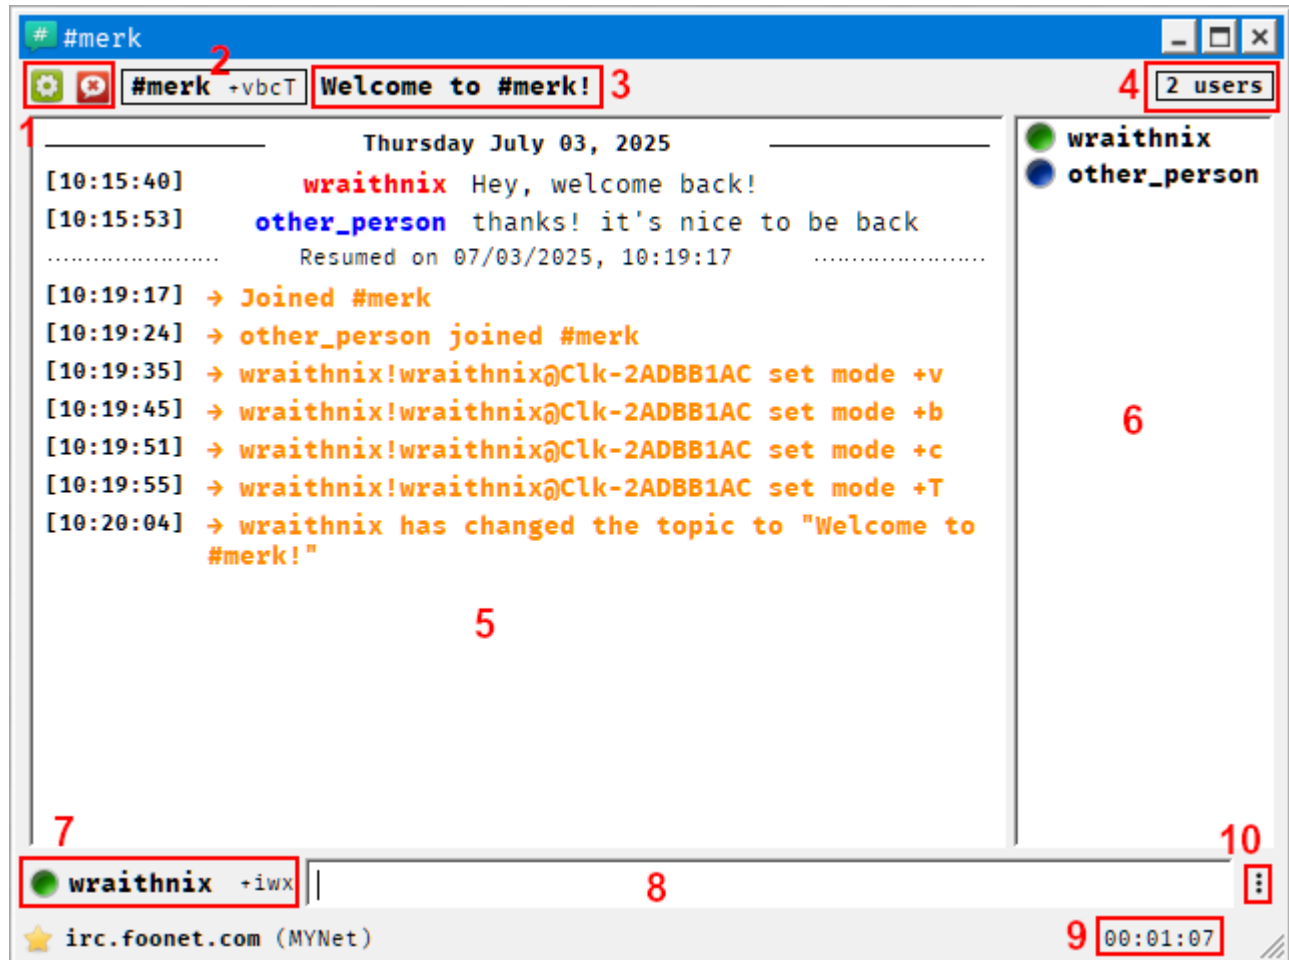 # #merk
2
#merk +vbcT Welcome to #merk! 3 4 2 users
1
Thursday July 03, 2025
[10:15:40] wraithnix Hey, welcome back!
[10:15:53] other_person thanks! it's nice to be back
Resumed on 07/03/2025, 10:19:17
[10:19:17] → Joined #merk
[10:19:24] → other_person joined #merk
[10:19:35] → wraithnix!wraithnix@Clk-2ADBB1AC set mode +v
[10:19:45] → wraithnix!wraithnix@Clk-2ADBB1AC set mode +b
[10:19:51] → wraithnix!wraithnix@Clk-2ADBB1AC set mode +c
[10:19:55] → wraithnix!wraithnix@Clk-2ADBB1AC set mode +T
[10:20:04] → wraithnix has changed the topic to "Welcome to
#merk!"
5
wraithnix
other_person
6
7
10
wraithnix +iwx
8
irc.foonet.com (MYNet)
9 00:01:07